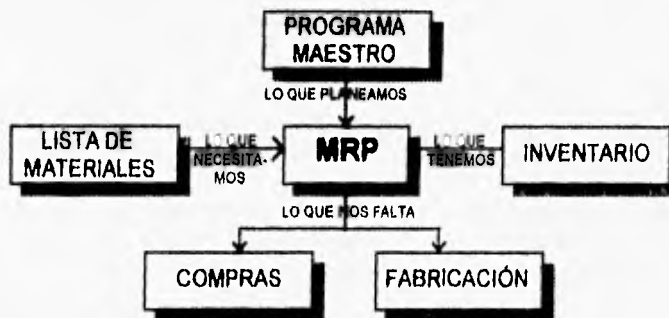 PROGRAMA
MAESTRO
LO QUE PLANEAMOS
LISTA DE
MATERIALES
LO QUE
NECESITA-
MOS
MRP
LO QUE
TENEMOS
INVENTARIO
LO QUE NOS FALTA
COMPRAS
FABRICACIÓN